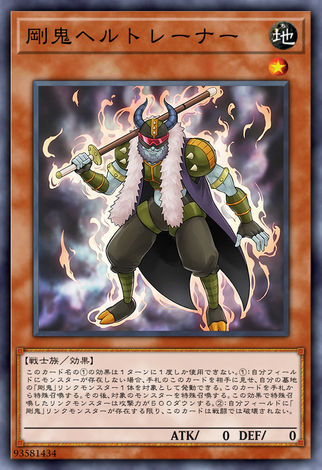 剛鬼ヘルトレーナー
地
【戦士族／効果】
このカード名の①の効果は１ターンに１度しか使用できない。①：自分フィール
ドにモンスターが存在しない場合、手札のこのカードを相手に見せ、自分の墓地
の「剛鬼」リンクモンスター１体を対象として発動できる。このカードを手札か
ら特殊召喚する。その後、対象のモンスターを特殊召喚する。この効果で特殊召
喚したリンクモンスターは攻撃力が５００ダウンする。②：自分フィールドに「
剛鬼」リンクモンスターが存在する限り、このカードは戦闘では破壊されない。
ATK/ 0 DEF/ 0
93581434